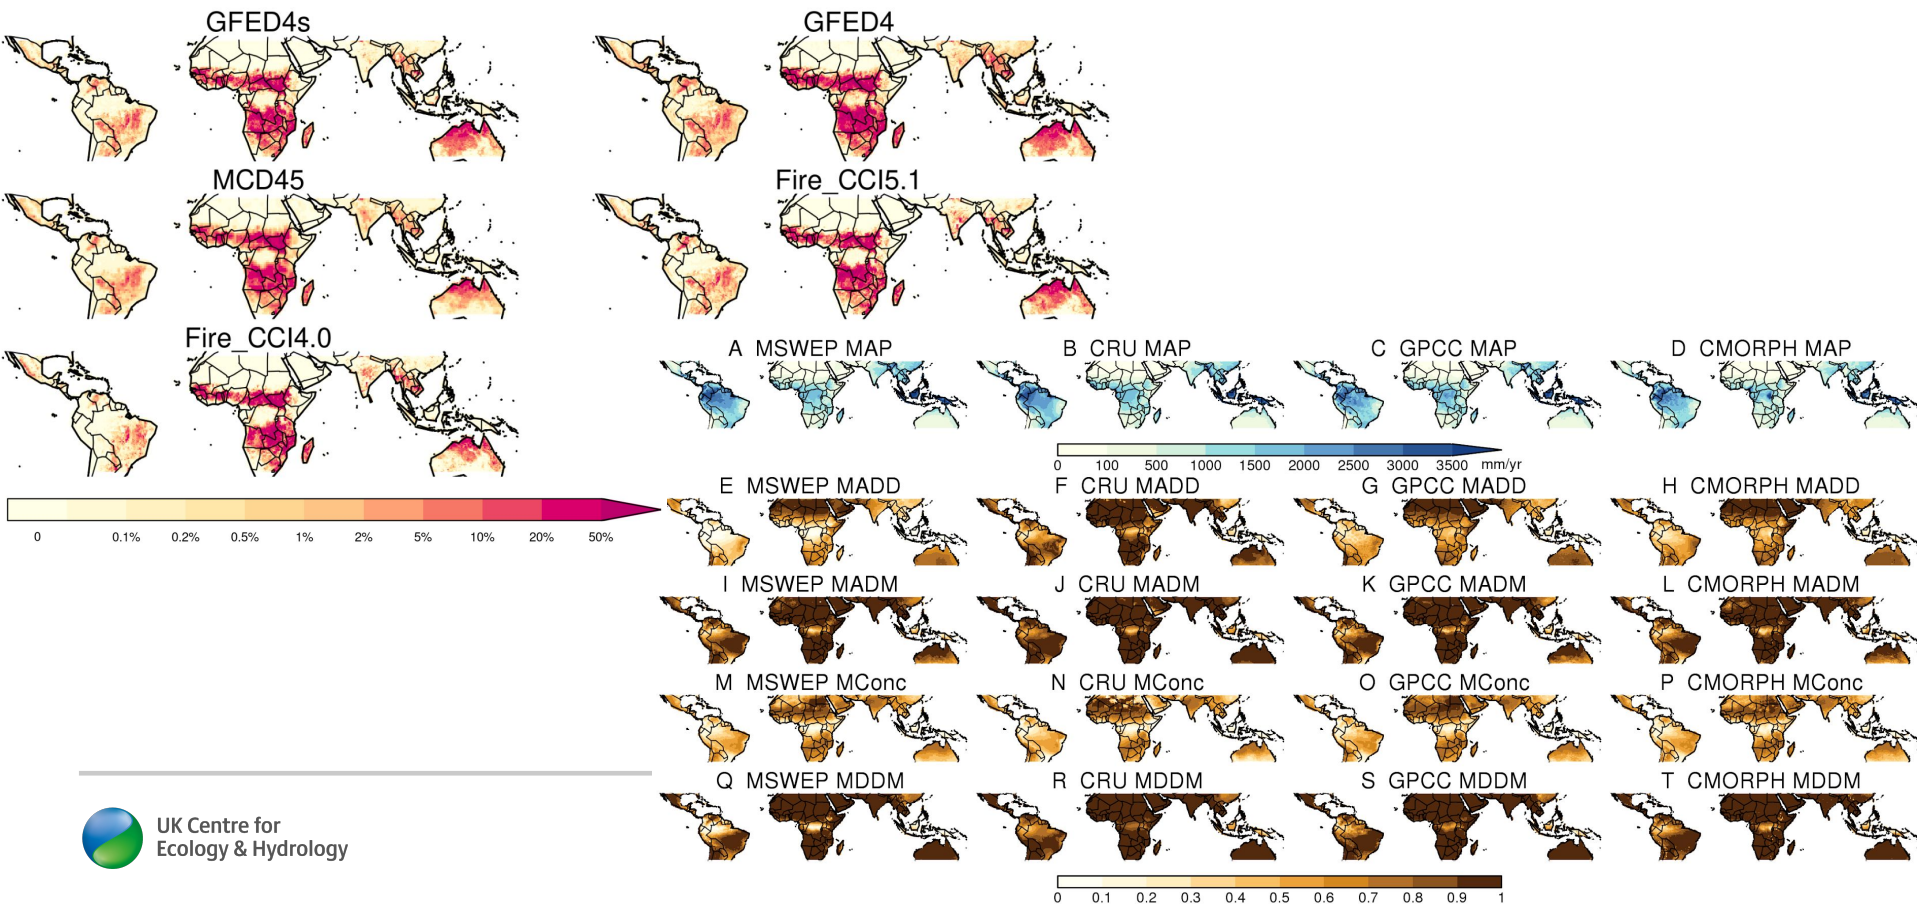 GFED4s
GFED4
MCD45
Fire_CCI5.1
Fire_CCI4.0
0 0.1% 0.2% 0.5% 1% 2% 5% 10% 20% 50%
A MSWEP MAP
B CRU MAP
C GPCC MAP
D CMORPH MAP
0 100 500 1000 1500 2000 2500 3000 3500 mm/yr
E MSWEP MADD
F CRU MADD
G GPCC MADD
H CMORPH MADD
I MSWEP MADM
J CRU MADM
K GPCC MADM
L CMORPH MADM
M MSWEP MConc
N CRU MConc
O GPCC MConc
P CMORPH MConc
Q MSWEP MDDM
R CRU MDDM
S GPCC MDDM
T CMORPH MDDM
0 0.1 0.2 0.3 0.4 0.5 0.6 0.7 0.8 0.9 1
UK Centre for
Ecology & Hydrology